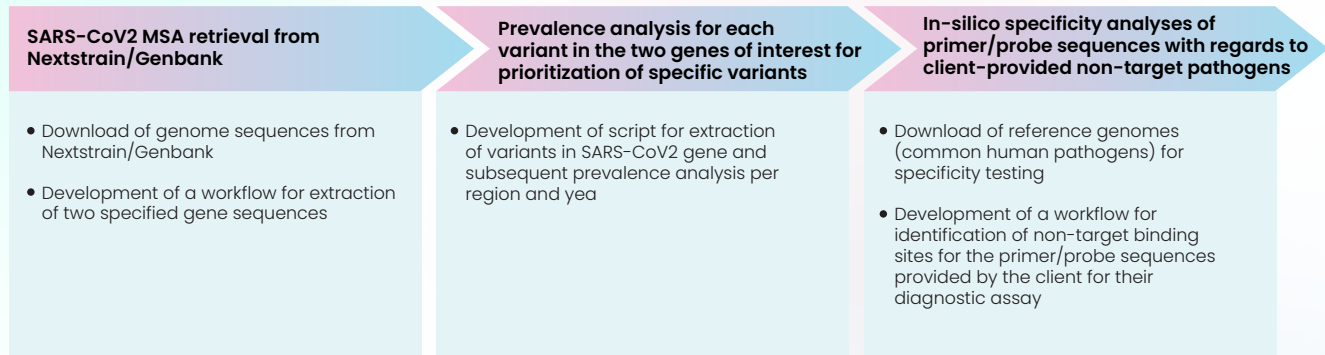 SARS-CoV2 MSA retrieval from
Nextstrain/Genbank
• Download of genome sequences from
Nextstrain/Genbank
• Development of a workflow for extraction
of two specified gene sequences
Prevalence analysis for each
variant in the two genes of interest for
prioritization of specific variants
• Development of script for extraction
of variants in SARS-CoV2 gene and
subsequent prevalence analysis per
region and yea
In-silico specificity analyses of
primer/probe sequences with regards to
client-provided non-target pathogens
• Download of reference genomes
(common human pathogens) for
specificity testing
• Development of a workflow for
identification of non-target binding
sites for the primer/probe sequences
provided by the client for their
diagnostic assay